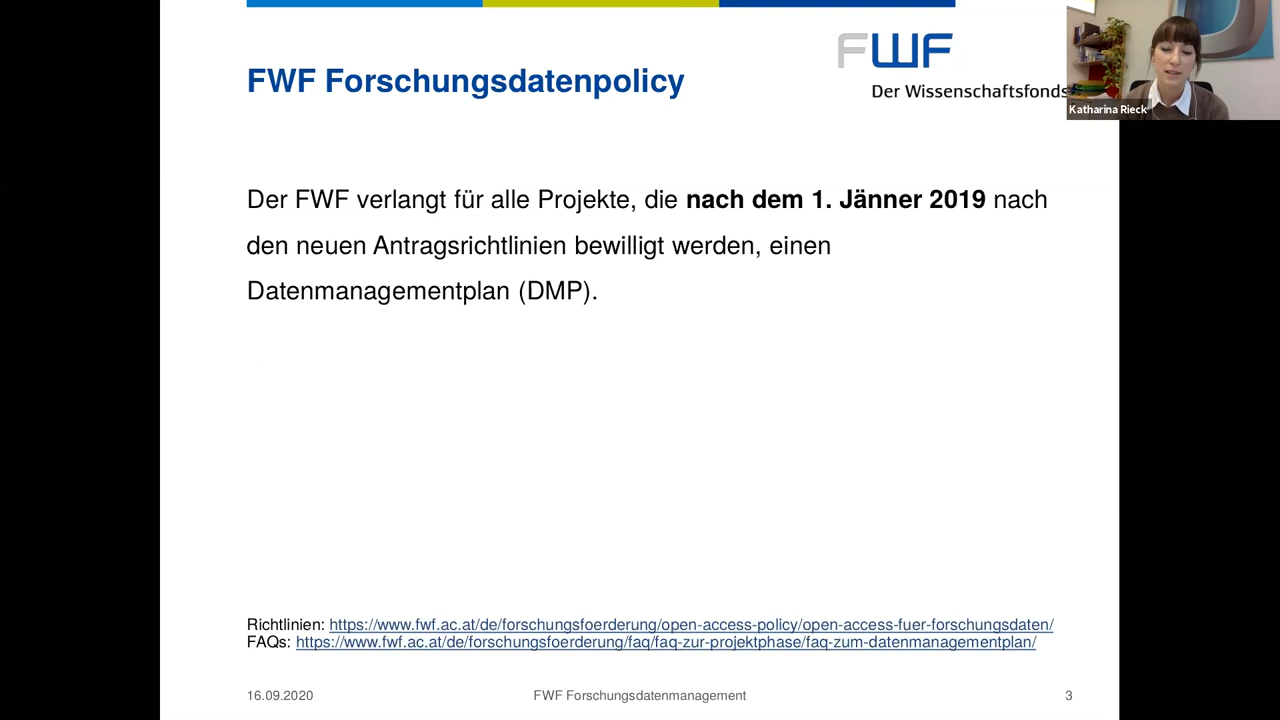 FWF Forschungsdatenpolicy
FWF
Der Wissenschaftsfonds
Katharina Rieck
Der FWF verlangt für alle Projekte, die nach dem 1. Jänner 2019 nach
den neuen Antragsrichtlinien bewilligt werden, einen
Datenmanagementplan (DMP).
Richtlinien: https://www.fwf.ac.at/de/forschungsfoerderung/open-access-policy/open-access-fuer-forschungsdaten/
FAQs: https://www.fwf.ac.at/de/forschungsfoerderung/faq/faq-zur-projektphase/faq-zum-datenmanagementplan/
16.09.2020 FWF Forschungsdatenmanagement 3